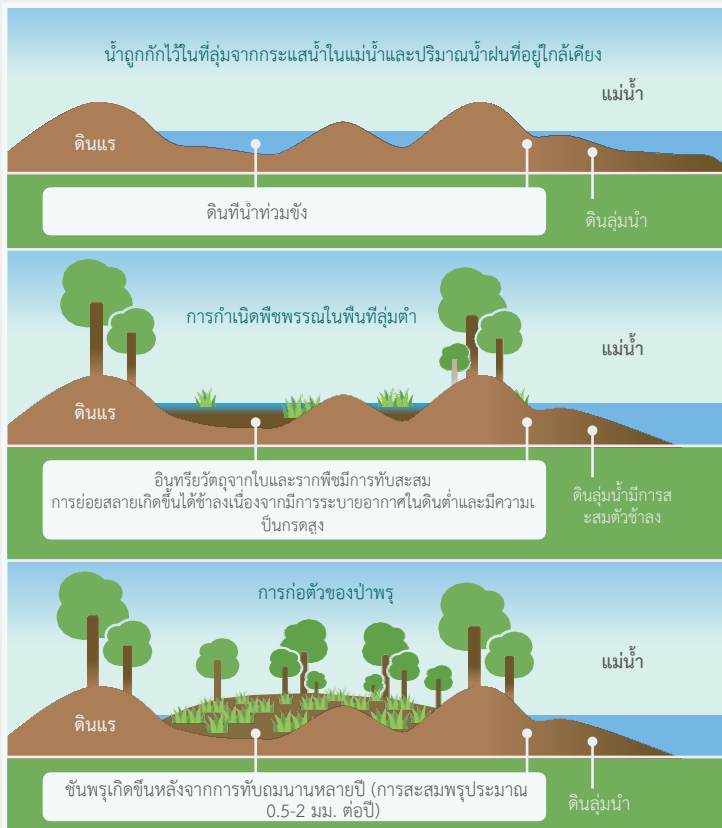 น้ำถูกกักไว้ในที่ลุ่มจากกระแสน้ำในแม่น้ำและปริมาณน้ำฝนที่อยู่ใกล้เคียง
แม่น้ำ
ดินแร
ดินทีนำท่วมขัง
ดินลุ่มนำ
การกำเนิดพืชพรรณในพืนทีลุ่มตำ
แม่น้ำ
ดินแร
อินทรียวัตถุจากใบและรากพืชมีการทับสะสม
การย่อยสลายเกิดขึ้นได้ช้าลงเนื่องจากมีการระบายอากาศในดินต่ำและมีความเ
ป็นกรดสูง
ดินลุ่มน้ำมีการส
ะสมตัวช้าลง
การก่อตัวของป่าพรุ
แม่น้ำ
ดินแร
ชันพรุเกิดขึนหลังจากการทับถมนานหลายปี (การสะสมพรุประมาณ
0.5-2 มม. ต่อปี)
ดินลุ่มนำ